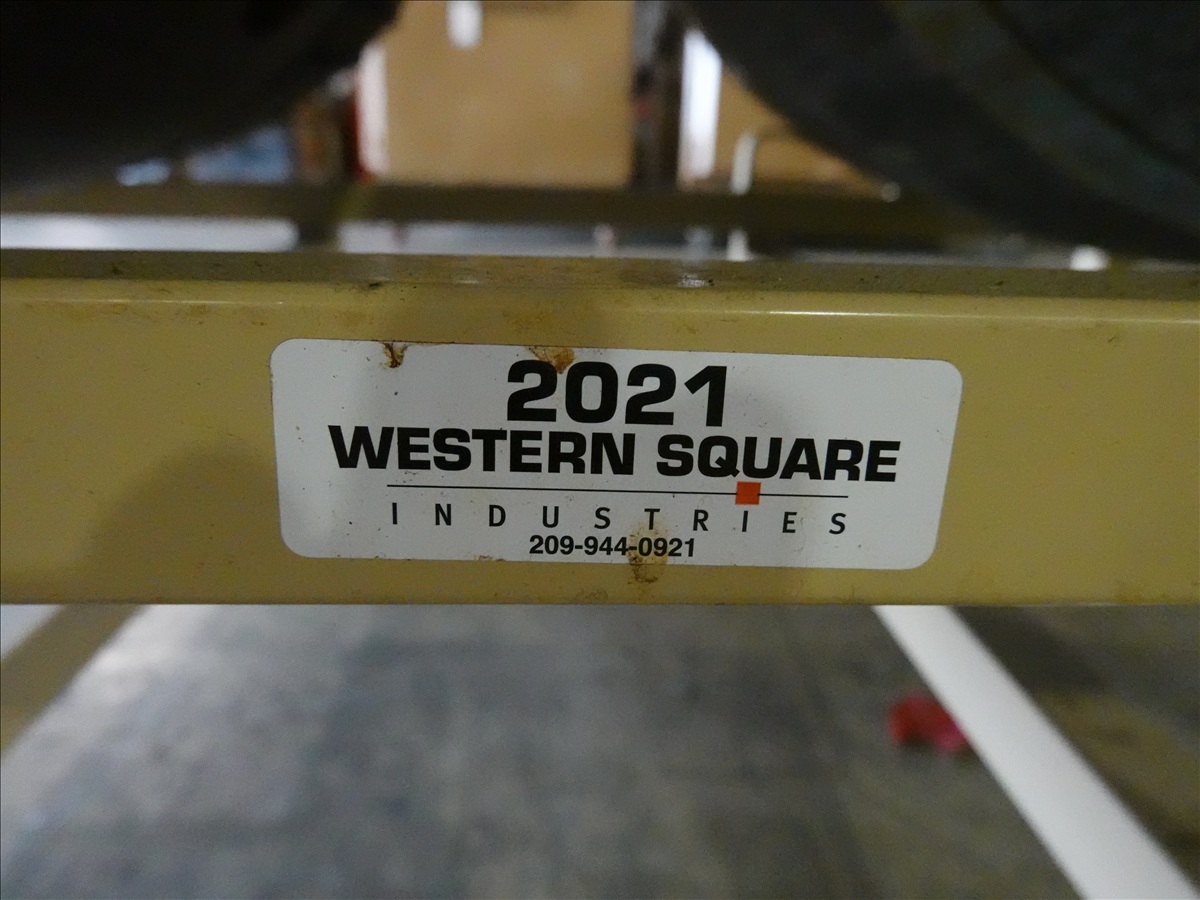 2021
WESTERN SQUARE
INDUSTRIES
209-944-0921